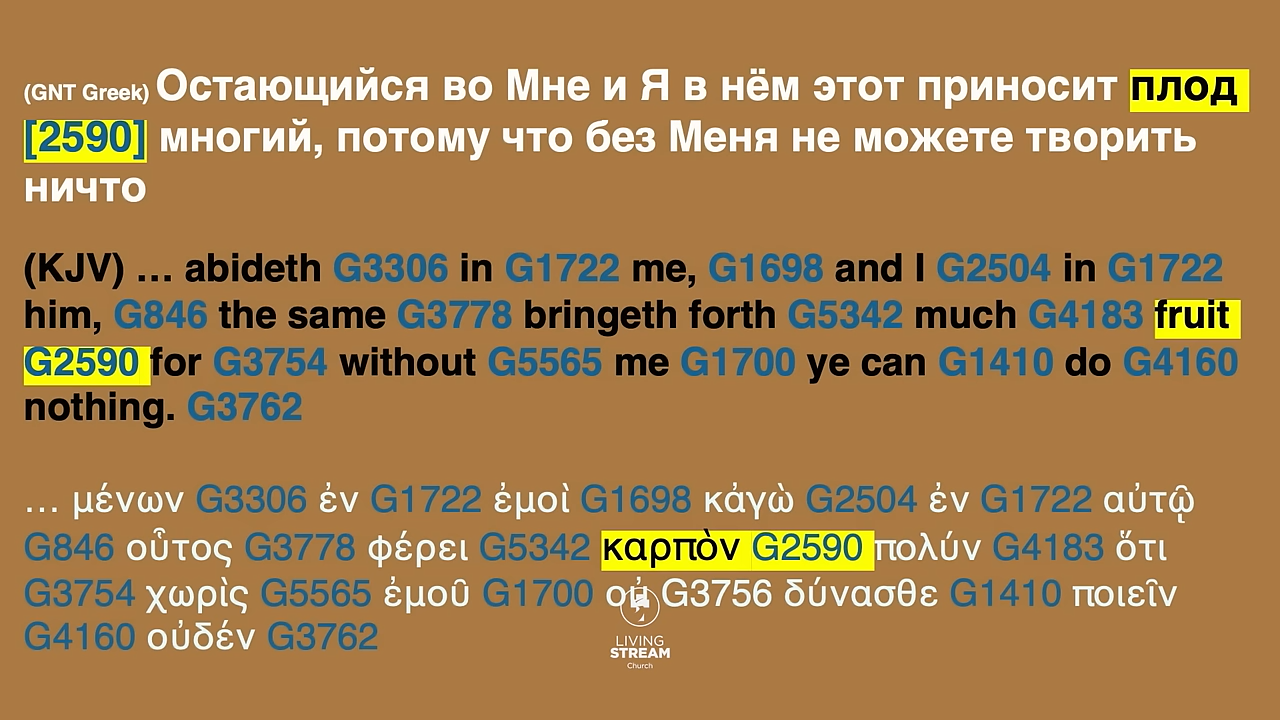 (GNT Greek) Остающийся во Мне и Я в нём этот приносит плод
[2590] многий, потому что без Меня не можете творить
ничто
(KJV) … abideth G3306 in G1722 me, G1698 and I G2504 in G1722
him, G846 the same G3778 bringeth forth G5342 much G4183 fruit
G2590 for G3754 without G5565 me G1700 ye can G1410 do G4160
nothing. G3762
… μένων G3306 ἐν G1722 ἐμοὶ G1698 κἀγὼ G2504 ἐν G1722 αὐτῷ
G846 οὗτος G3778 φέρει G5342 καρπὸν G2590 πολύν G4183 ὅτι
G3754 χωρὶς G5565 ἐμοῦ G1700 οὐ G3756 δύνασθε G1410 ποιεῖν
G4160 οὐδέν G3762
LIVING
STREAM
Church